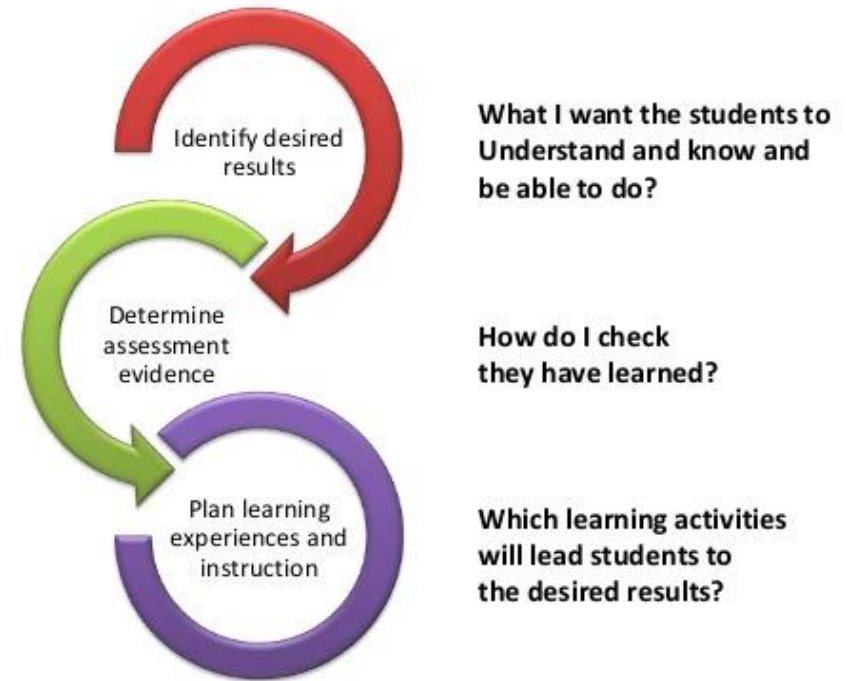 Identify desired
results
What I want the students to
Understand and know and
be able to do?
Determine
assessment
evidence
How do I check
they have learned?
Plan learning
experiences and
instruction
Which learning activities
will lead students to
the desired results?